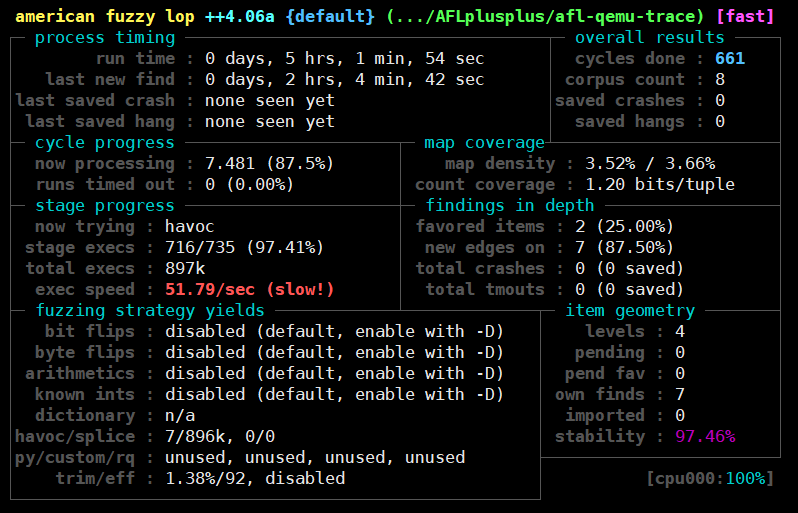 american fuzzy lop ++4.06a {default} (.../AFLplusplus/afl-qemu-trace) [fast]
process timing overall results
run time : 0 days, 5 hrs, 1 min, 54 sec cycles done : 661
last new find : 0 days, 2 hrs, 4 min, 42 sec corpus count : 8
last saved crash : none seen yet saved crashes : 0
last saved hang : none seen yet saved hangs : 0
cycle progress map coverage
now processing : 7.481 (87.5%) map density : 3.52% / 3.66%
runs timed out : 0 (0.00%) count coverage : 1.20 bits/tuple
stage progress findings in depth
now trying : havoc favored items : 2 (25.00%)
stage execs : 716/735 (97.41%) new edges on : 7 (87.50%)
total execs : 897k total crashes : 0 (0 saved)
exec speed : 51.79/sec (slow!) total tmouts : 0 (0 saved)
fuzzing strategy yields item geometry
bit flips : disabled (default, enable with -D) levels : 4
byte flips : disabled (default, enable with -D) pending : 0
arithmetics : disabled (default, enable with -D) pend fav : 0
known ints : disabled (default, enable with -D) own finds : 7
dictionary : n/a imported : 0
havoc/splice : 7/896k, 0/0 stability : 97.46%
py/custom/rq : unused, unused, unused, unused
trim/eff : 1.38%/92, disabled [cpu000:100%]